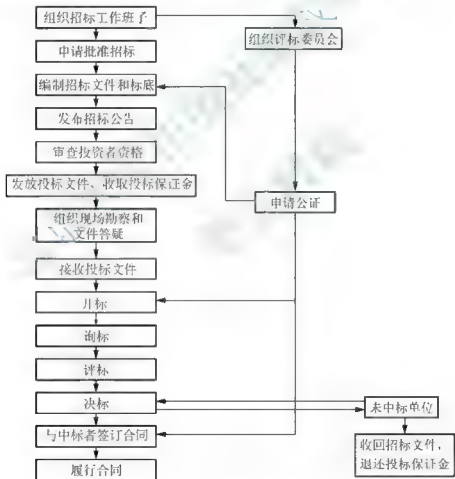 组织招标工作班子
申请批准招标
编制招标文件和标底
发布招标公告
审查投资者资格
发放投标文件、收取投标保证金
组织现场勘察和
文件答疑
接收投标文件
开标
询标
评标
决标
与中标者签订合同
履行合同
组织评标委员会
申请公证
未中标单位
收回招标文件,
退还投标保证金